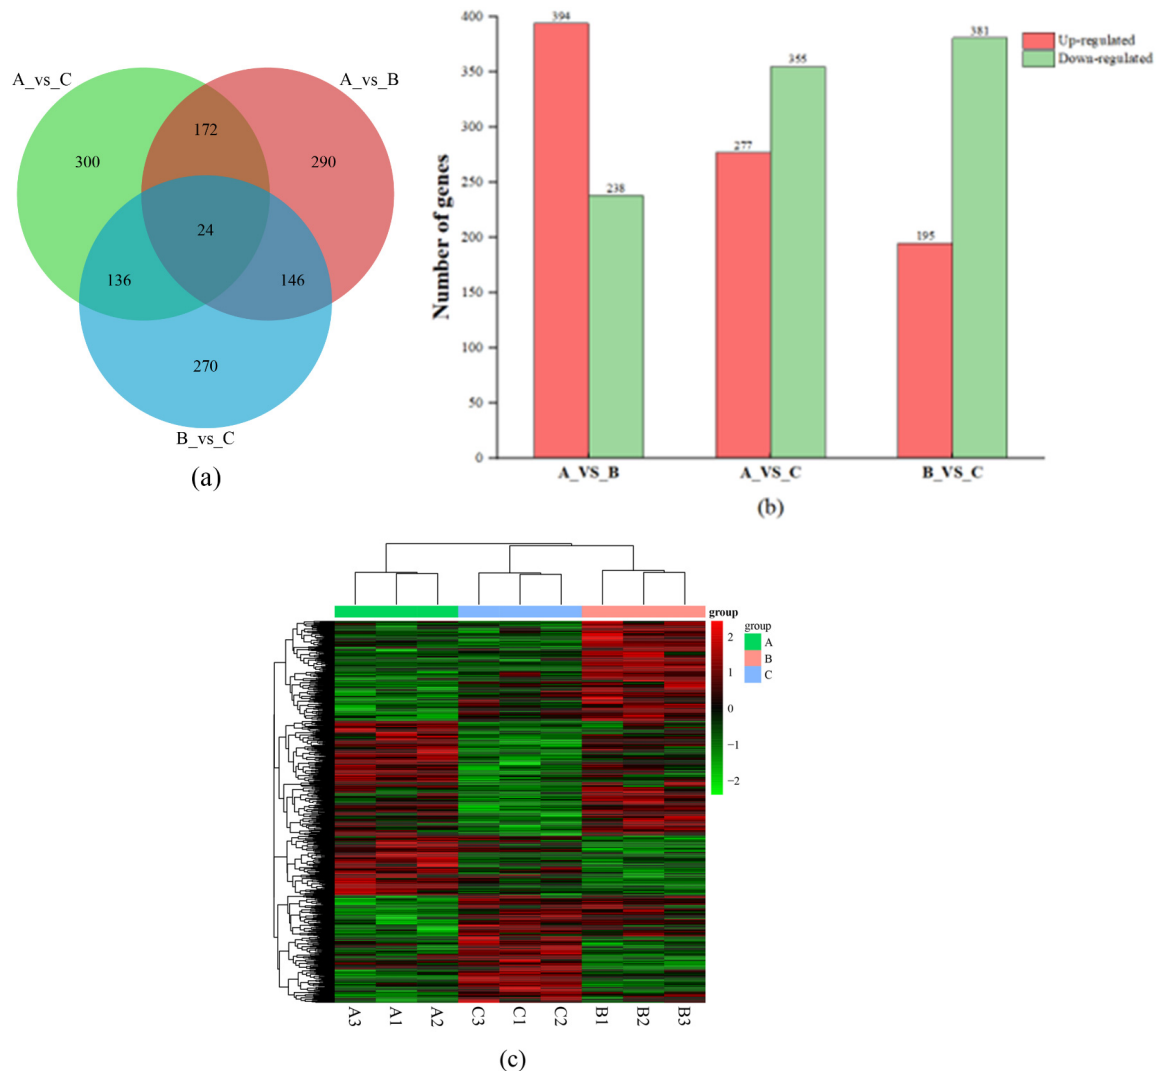 A_vs_C
A_vs_B
172
300
290
24
136
146
270
B_vs_C
(a)
Number of genes
400
350
300
250
200
150
100
50
0
394
238
277
355
195
381
A_VS_B
A_VS_C
B_VS_C
Up-regulated
Down-regulated
(b)
group
2
1
0
−1
−2
group
A
B
C
A3
A1
A2
C3
C1
C2
B1
B2
B3
(c)